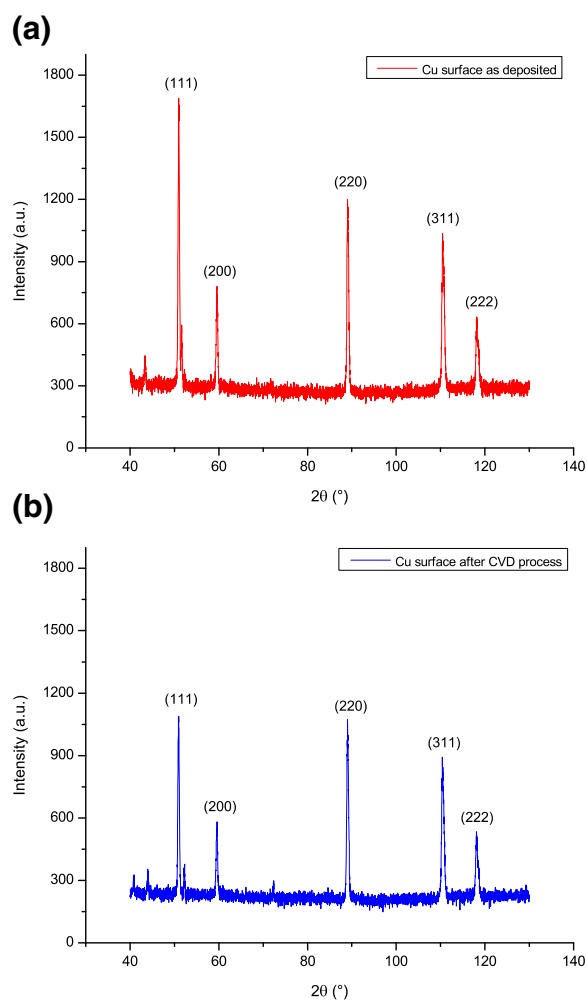 (a)
Cu surface as deposited
(111)
(200)
(220)
(311)
(222)
Intensity (a.u.)
1800
1500
1200
900
600
300
0
40 60 80 100 120 140
2θ (°)
(b)
Cu surface after CVD process
(111)
(200)
(220)
(311)
(222)
Intensity (a.u.)
1800
1500
1200
900
600
300
0
40 60 80 100 120 140
2θ (°)